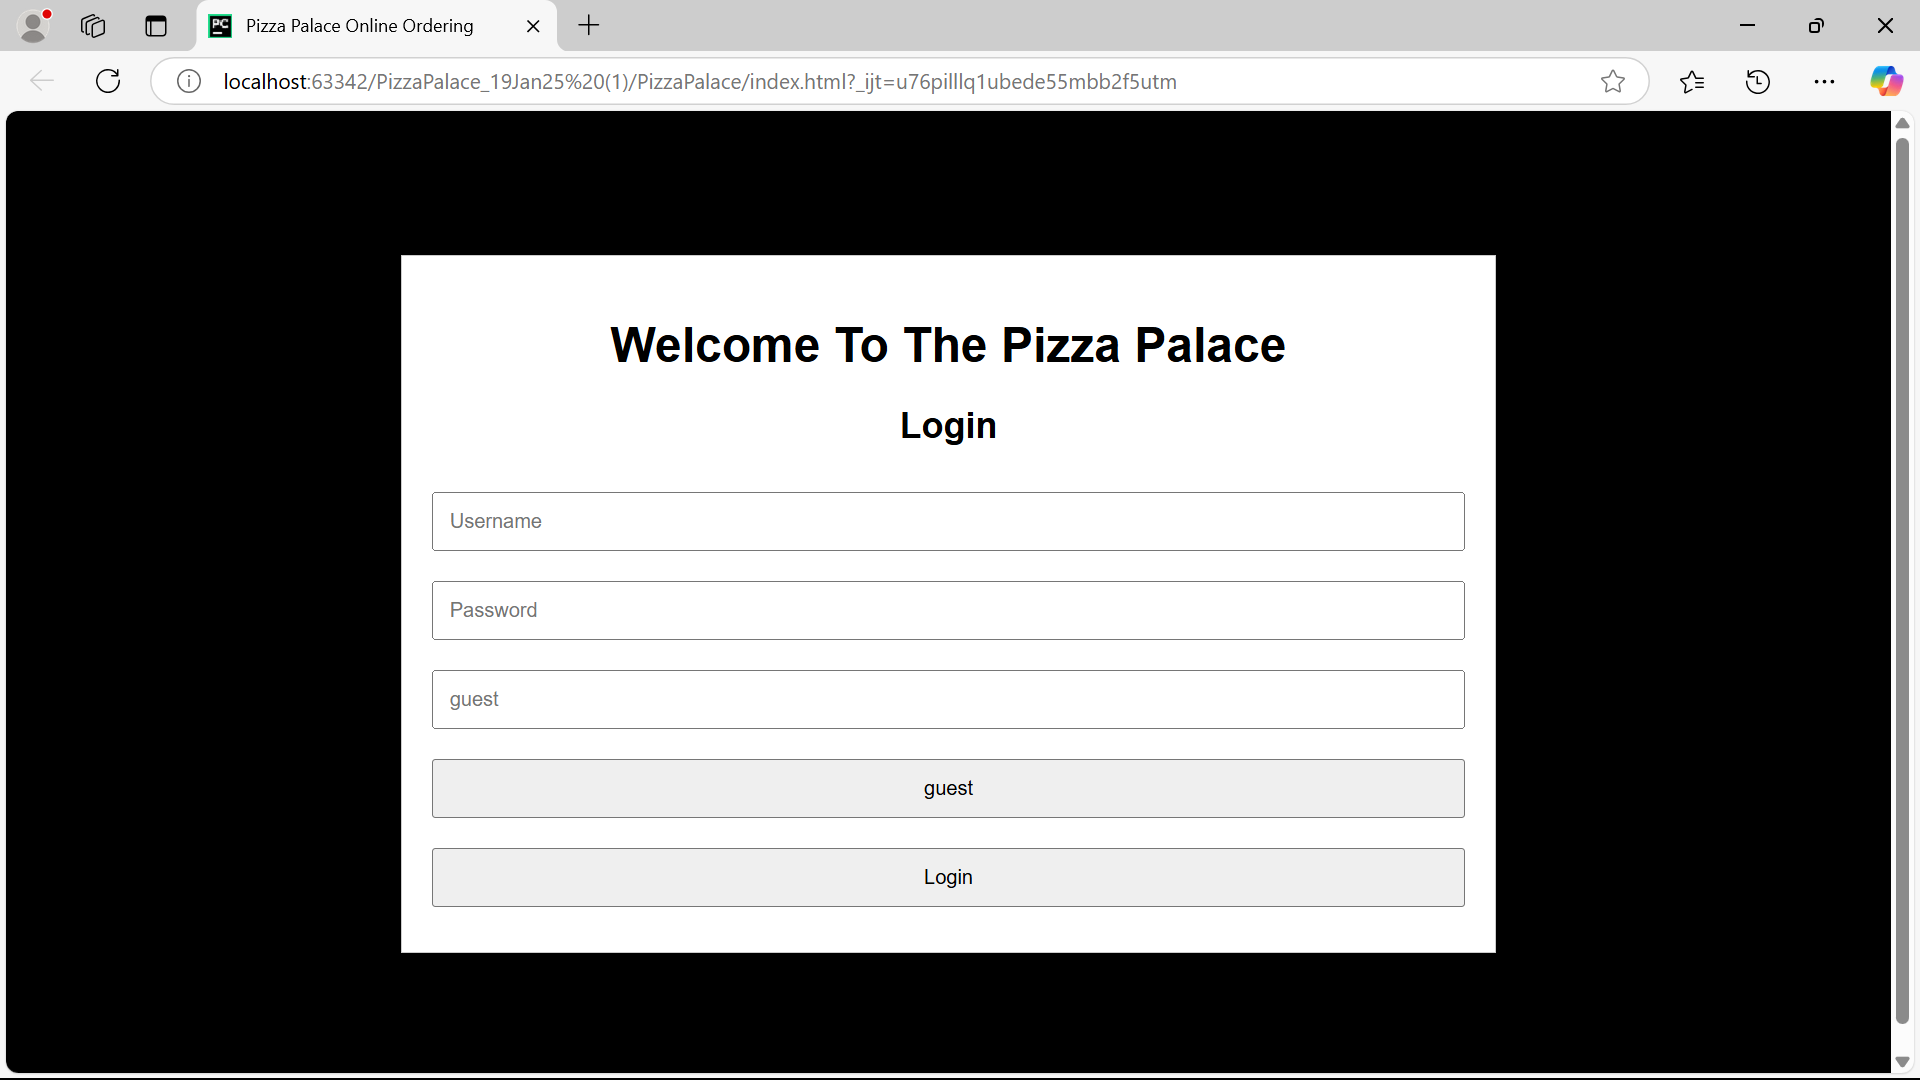 PC Pizza Palace Online Ordering
localhost:63342/PizzaPalace_19Jan25%20(1)/PizzaPalace/index.html?_ijt=u76pilllq1ubede55mbb2f5utm
Welcome To The Pizza Palace
Login
Username
Password
guest
guest
Login